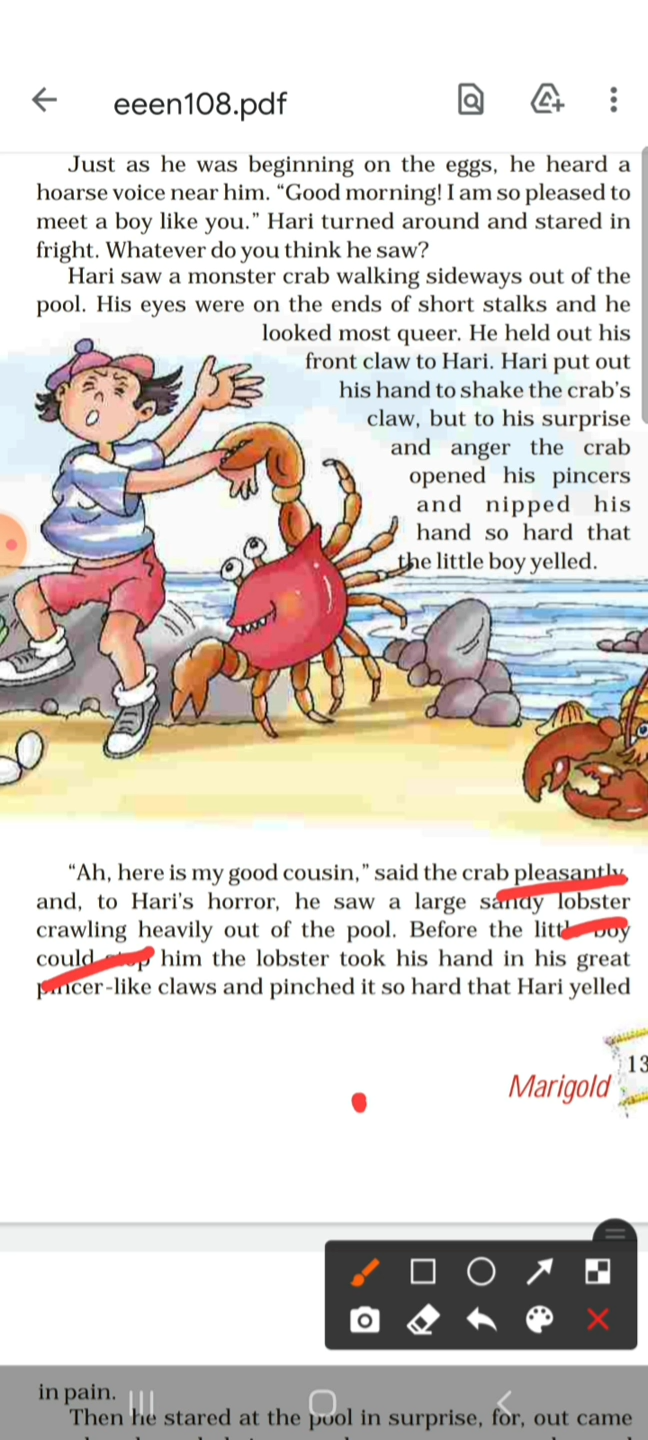 eeen108.pdf
Just as he was beginning on the eggs, he heard a
hoarse voice near him. “Good morning! I am so pleased to
meet a boy like you.” Hari turned around and stared in
fright. Whatever do you think he saw?
Hari saw a monster crab walking sideways out of the
pool. His eyes were on the ends of short stalks and he
looked most queer. He held out his
front claw to Hari. Hari put out
his hand to shake the crab’s
claw, but to his surprise
and anger the crab
opened his pincers
and nipped his
hand so hard that
the little boy yelled.
“Ah, here is my good cousin,” said the crab pleasantly
and, to Hari’s horror, he saw a large sandy lobster
crawling heavily out of the pool. Before the little boy
could stop him the lobster took his hand in his great
pincer-like claws and pinched it so hard that Hari yelled
Marigold
in pain.
Then he stared at the pool in surprise, for, out came